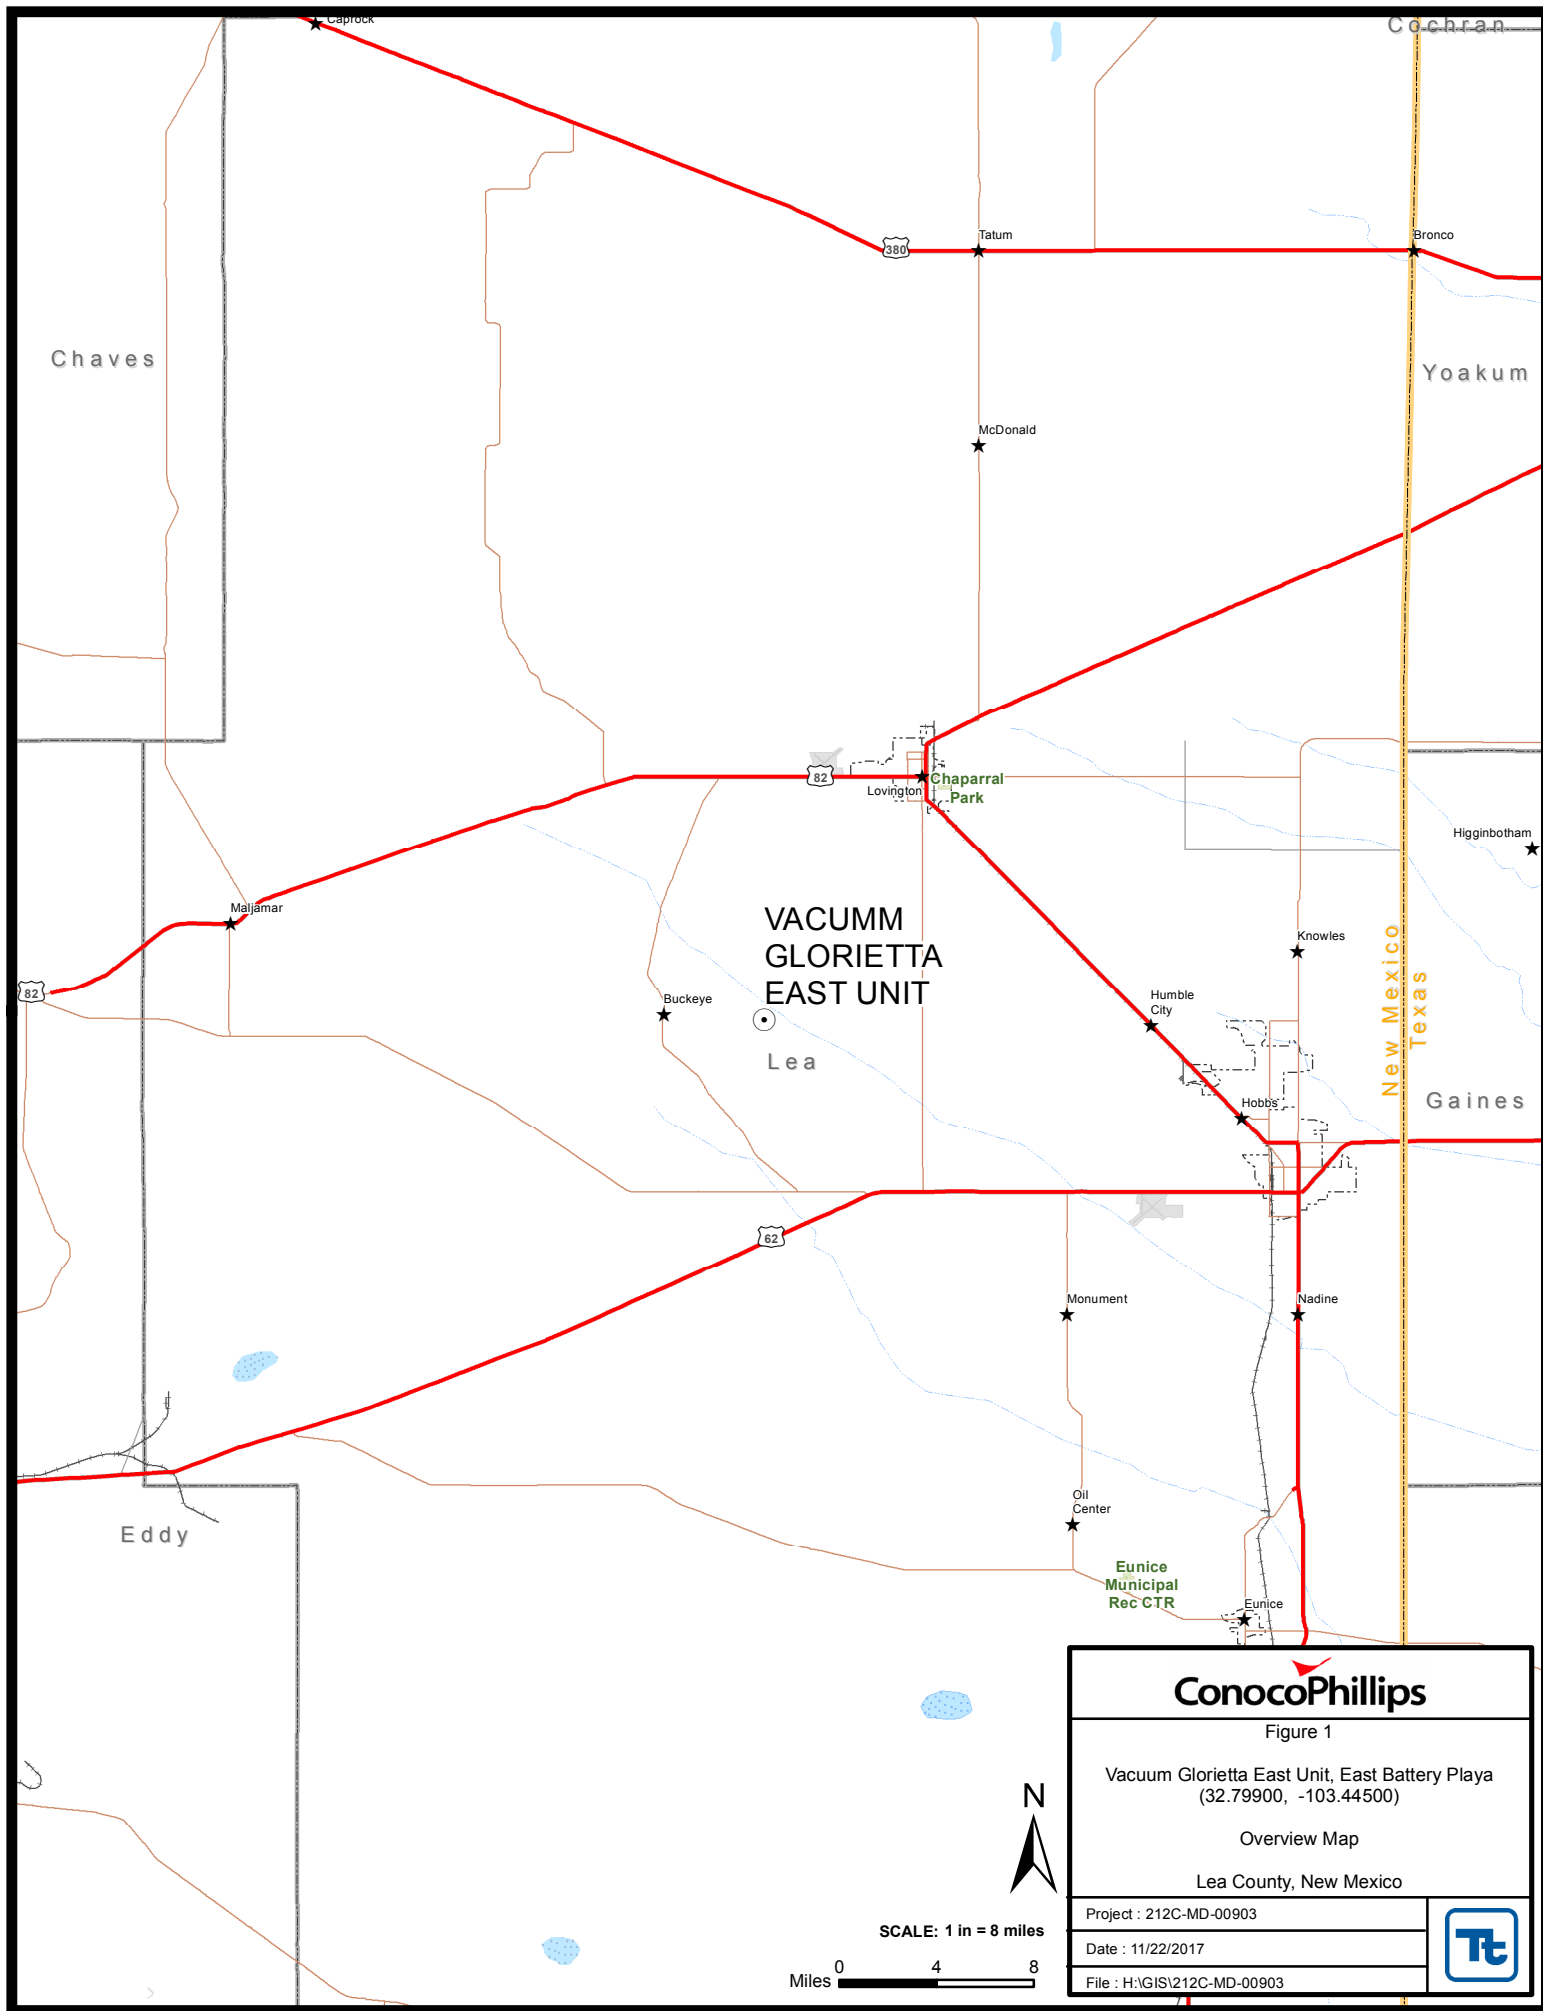 Caprock
Cochran
Tatum
380
Bronco
Chaves
Yoakum
McDonald
82
Chaparral
Park
Lovington
Higginbotham
Maljamar
VACUMM
GLORIETTA
EAST UNIT
Knowles
New Mexico
Texas
82
Buckeye
Humble
City
Lea
Hobbs
Gaines
62
Monument
Nadine
Oil
Center
Eddy
Eunice
Municipal
Rec CTR
Eunice
ConocoPhillips
Figure 1
Vacuum Glorietta East Unit, East Battery Playa
(32.79900, -103.44500)
Overview Map
Lea County, New Mexico
Project : 212C-MD-00903
Date : 11/22/2017
File : H:\GIS\212C-MD-00903
Tt
N
SCALE: 1 in = 8 miles
0 4 8
Miles